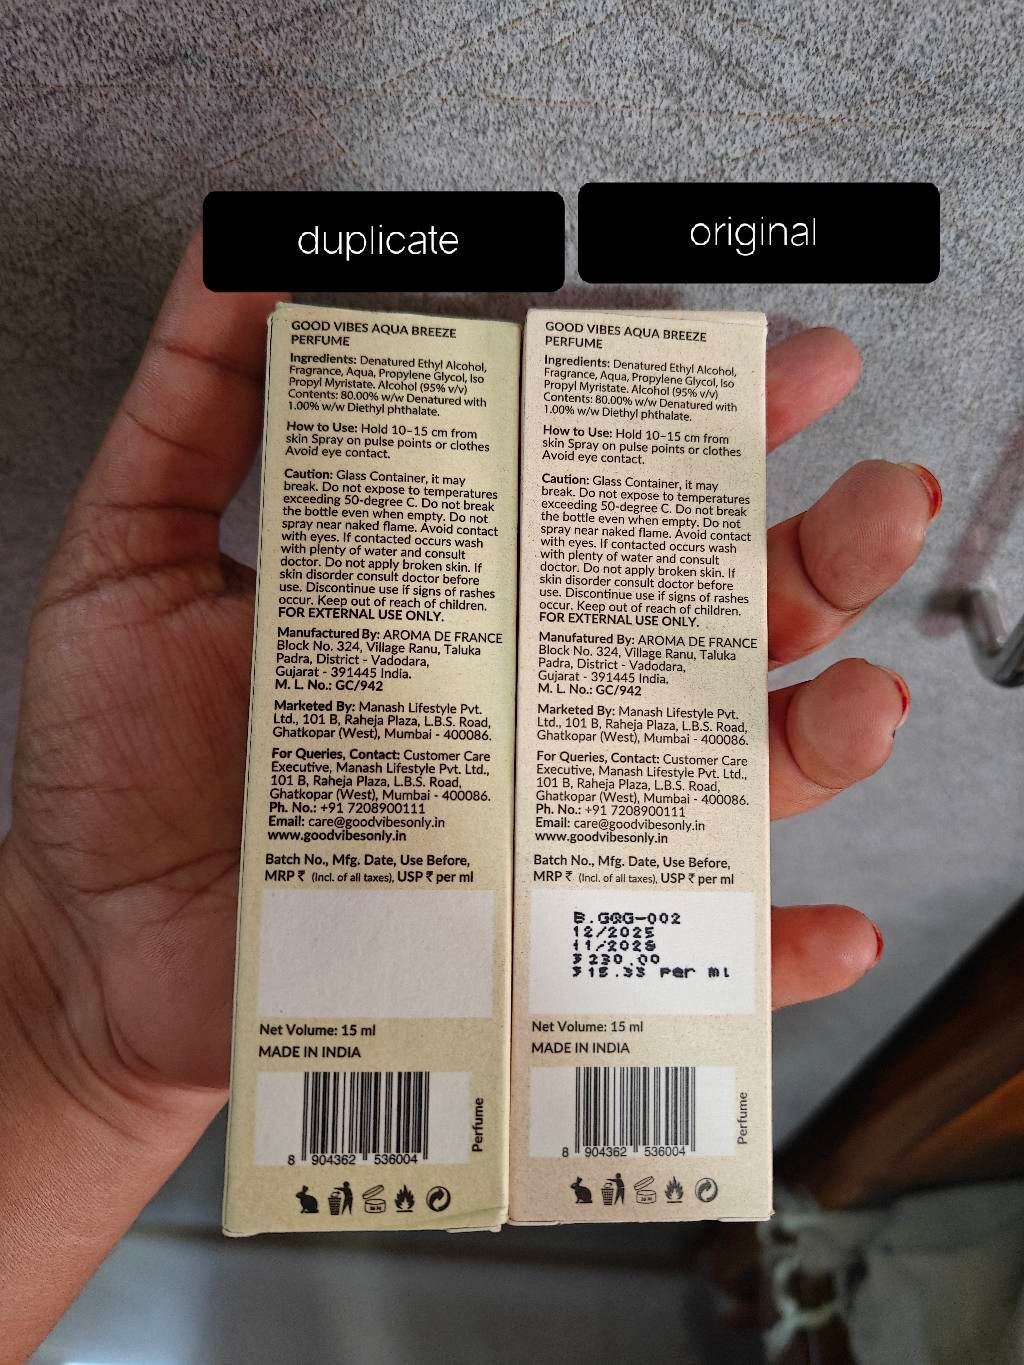 duplicate
original
GOOD VIBES AQUA BREEZE
PERFUME
Ingredients: Denatured Ethyl Alcohol,
Fragrance, Aqua, Propylene Glycol, Iso
Propyl Myristate. Alcohol (95% v/v)
Contents: 80.00% w/w Denatured with
1.00% w/w Diethyl phthalate.
How to Use: Hold 10–15 cm from
skin Spray on pulse points or clothes
Avoid eye contact.
Caution: Glass Container, it may
break. Do not expose to temperatures
exceeding 50-degree C. Do not break
the bottle even when empty. Do not
spray near naked flame. Avoid contact
with eyes. If contacted occurs wash
with plenty of water and consult
doctor. Do not apply broken skin. If
skin disorder consult doctor before
use. Discontinue use if signs of rashes
occur. Keep out of reach of children.
FOR EXTERNAL USE ONLY.
Manufactured By: AROMA DE FRANCE
Block No. 324, Village Ranu, Taluka
Padra, District - Vadodara,
Gujarat - 391445 India.
M. L. No.: GC/942
Marketed By: Manash Lifestyle Pvt.
Ltd., 101 B, Raheja Plaza, L.B.S. Road,
Ghatkopar (West), Mumbai - 400086.
For Queries, Contact: Customer Care
Executive, Manash Lifestyle Pvt. Ltd.,
101 B, Raheja Plaza, L.B.S. Road,
Ghatkopar (West), Mumbai - 400086.
Ph. No.: +91 7208900111
Email: care@goodvibesonly.in
www.goodvibesonly.in
Batch No., Mfg. Date, Use Before,
MRP ₹ (Incl. of all taxes), USP ₹ per ml
Net Volume: 15 ml
MADE IN INDIA
Perfume
8 904362 536004
GOOD VIBES AQUA BREEZE
PERFUME
Ingredients: Denatured Ethyl Alcohol,
Fragrance, Aqua, Propylene Glycol, Iso
Propyl Myristate. Alcohol (95% v/v)
Contents: 80.00% w/w Denatured with
1.00% w/w Diethyl phthalate.
How to Use: Hold 10–15 cm from
skin Spray on pulse points or clothes
Avoid eye contact.
Caution: Glass Container, it may
break. Do not expose to temperatures
exceeding 50-degree C. Do not break
the bottle even when empty. Do not
spray near naked flame. Avoid contact
with eyes. If contacted occurs wash
with plenty of water and consult
doctor. Do not apply broken skin. If
skin disorder consult doctor before
use. Discontinue use if signs of rashes
occur. Keep out of reach of children.
FOR EXTERNAL USE ONLY.
Manufatured By: AROMA DE FRANCE
Block No. 324, Village Ranu, Taluka
Padra, District - Vadodara,
Gujarat - 391445 India.
M. L. No.: GC/942
Marketed By: Manash Lifestyle Pvt.
Ltd., 101 B, Raheja Plaza, L.B.S. Road,
Ghatkopar (West), Mumbai - 400086.
For Queries, Contact: Customer Care
Executive, Manash Lifestyle Pvt. Ltd.,
101 B, Raheja Plaza, L.B.S. Road,
Ghatkopar (West), Mumbai - 400086.
Ph. No.: +91 7208900111
Email: care@goodvibesonly.in
www.goodvibesonly.in
Batch No., Mfg. Date, Use Before,
MRP ₹ (Incl. of all taxes), USP ₹ per ml
12/2025
11/2028
₹230.00
₹15.33 per ml
Net Volume: 15 ml
MADE IN INDIA
Perfume
8 904362 536004